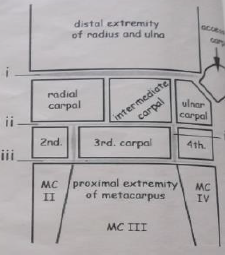 distal extremity
of radius and ulna
i
radial
carpal
intermediate
carpal
ulnar
carpal
ii
2nd.
3rd. carpal
4th.
iii
MC
II
proximal extremity
of metacarpus
MC III
MC
IV